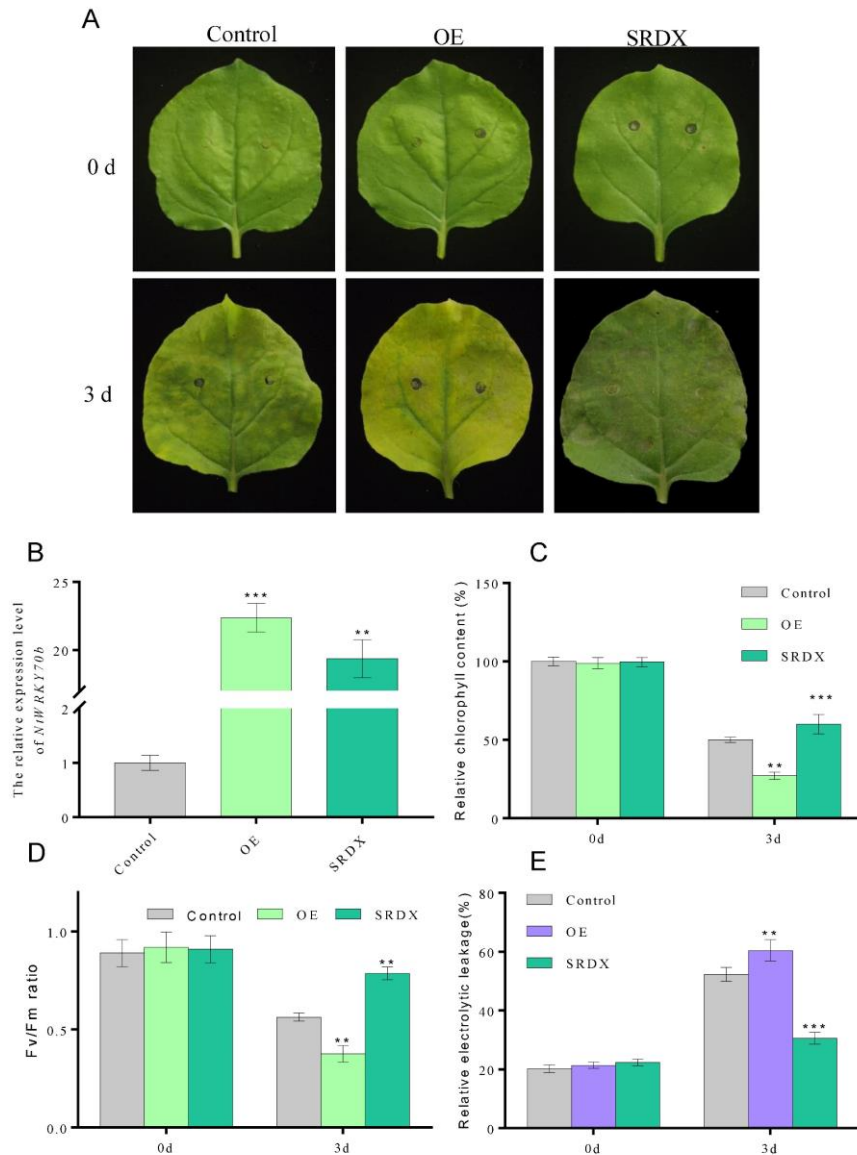 A
Control
OE
SRDX
0 d
3 d
B
The relative expression level
of NtWRKY70b
25
20
2
1
0
***
**
Control
OE
SRDX
C
Relative chlorophyll content (%)
150
100
50
0
Control
OE
SRDX
**
***
0d
3d
D
Fv/Fm ratio
1.0
0.5
0.0
Control
OE
SRDX
**
**
0d
3d
E
Relative electrolytic leakage(%)
80
60
40
20
0
Control
OE
SRDX
**
***
0d
3d